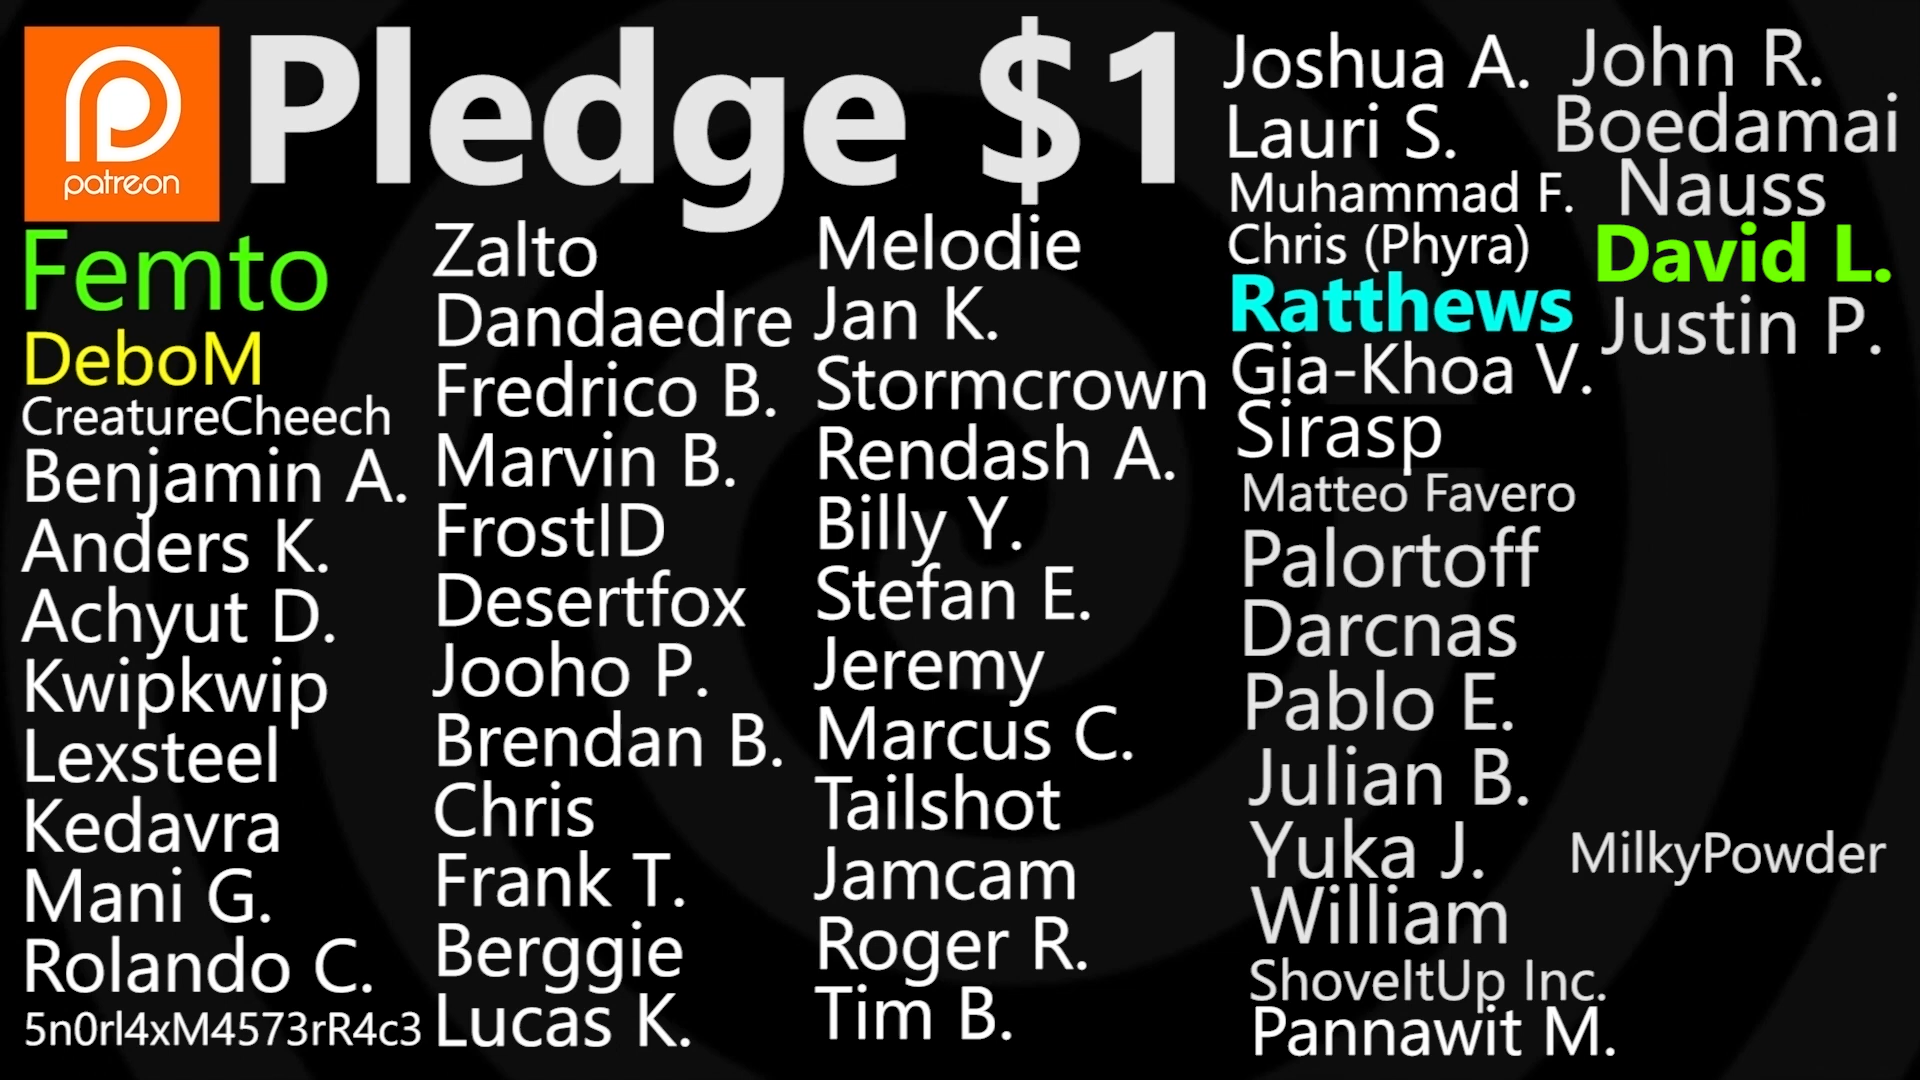 patreon
Pledge $1
Femto
DeboM
CreatureCheech
Benjamin A.
Anders K.
Achyut D.
Kwipkwip
Lexsteel
Kedavra
Mani G.
Rolando C.
5n0rl4xM4573rR4c3
Zalto
Dandaedre
Fredrico B.
Marvin B.
FrostID
Desertfox
Jooho P.
Brendan B.
Chris
Frank T.
Berggie
Lucas K.
Melodie
Jan K.
Stormcrown
Rendash A.
Billy Y.
Stefan E.
Jeremy
Marcus C.
Tailshot
Jamcam
Roger R.
Tim B.
Joshua A.
Lauri S.
Muhammad F.
Chris (Phyra)
Ratthews
Gia-Khoa V.
Sirasp
Matteo Favero
Palortoff
Darcnas
Pablo E.
Julian B.
Yuka J.
William
ShoveItUp Inc.
Pannawit M.
John R.
Boedamai
Nauss
David L.
Justin P.
MilkyPowder